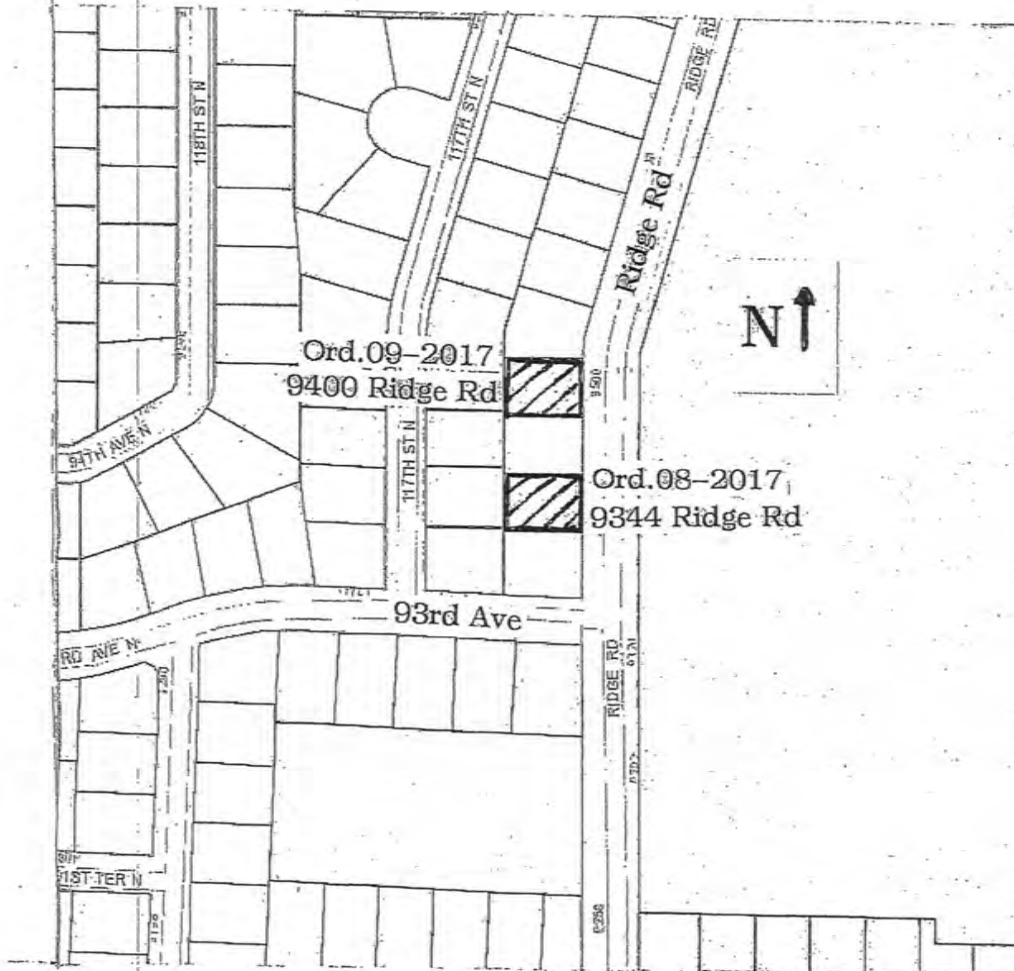 RIDGE RD
118TH ST N
117TH ST N
Ridge Rd
N
Ord.09-2017
9400 Ridge Rd
9500
94TH AVE N
117TH ST N
Ord.08-2017
9344 Ridge Rd
93rd Ave
RD AVE N
RIDGE RD
1ST TER N